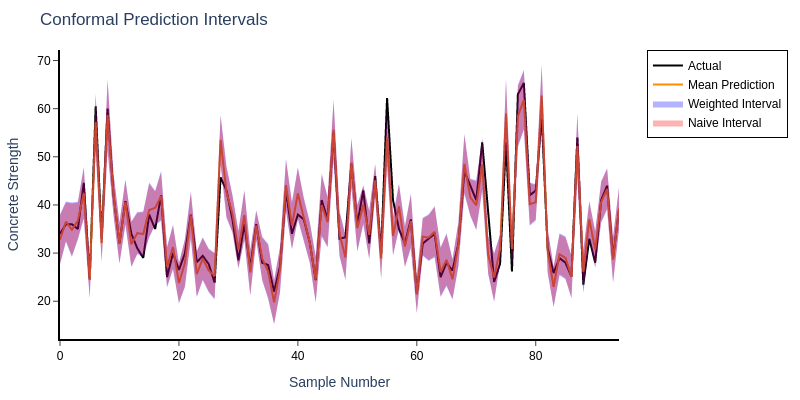 Conformal Prediction Intervals
70
60
50
40
30
20
0
20
40
60
80
Concrete Strength
Sample Number
Actual
Mean Prediction
Weighted Interval
Naive Interval